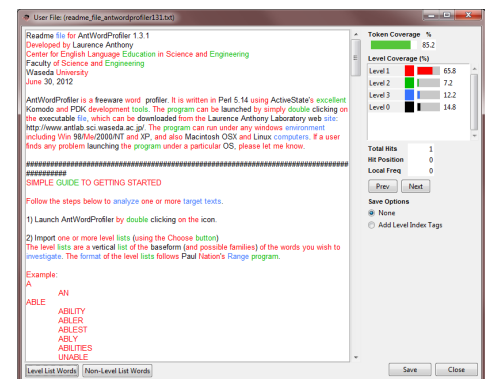 User File: (readme_file_antwordprofiler131.txt)
Readme file for AntWordProfiler 1.3.1
Developed by Laurence Anthony
Center for English Language Education in Science and Engineering
Faculty of Science and Engineering
Waseda University
June 30, 2012
AntWordProfiler is a freeware word profiler. It is written in Perl 5.14 using ActiveState's excellent
Komodo and PDK development tools. The program can be launched by simply double clicking on
the executable file, which can be downloaded from the Laurence Anthony Laboratory web site:
http://www.antlab.sci.waseda.ac.jp/. The program can run under any windows environment
including Win 98/Me/2000/NT and XP, and also Macintosh OSX and Linux computers. If a user
finds any problem launching the program under a particular OS, please let me know.
################################################################################
##########
SIMPLE GUIDE TO GETTING STARTED
Follow the steps below to analyze one or more target texts.
1) Launch AntWordProfiler by double clicking on the icon.
2) Import one or more level lists (using the Choose button)
The level lists are a vertical list of the baseform (and possible families) of the words you wish to
investigate. The format of the level lists follows Paul Nation's Range program.
Example:
A
AN
ABLE
ABILITY
ABLER
ABLEST
ABLY
ABILITIES
UNABLE
Level List Words Non-Level List Words
Token Coverage %
85.2
Level Coverage (%)
Level 1 65.8
Level 2 7.2
Level 3 12.2
Level 0 14.8
Total Hits 1
Hit Position 0
Local Freq 0
Prev Next
Save Options
None
Add Level Index Tags
Save Close